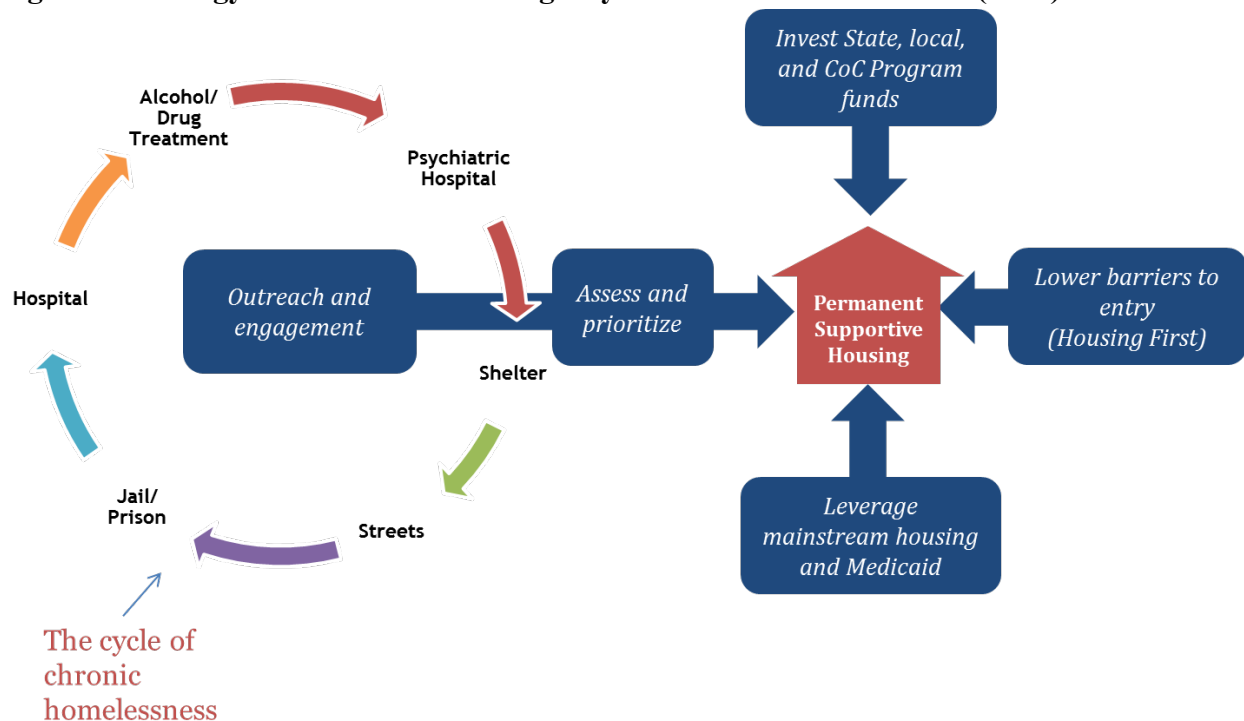 Invest State, local,
and CoC Program
funds
Alcohol/
Drug
Treatment
Psychiatric
Hospital
Hospital
Outreach and
engagement
Assess and
prioritize
Permanent
Supportive
Housing
Lower barriers to
entry
(Housing First)
Shelter
Jail/
Prison
Streets
Leverage
mainstream housing
and Medicaid
The cycle of
chronic
homelessness